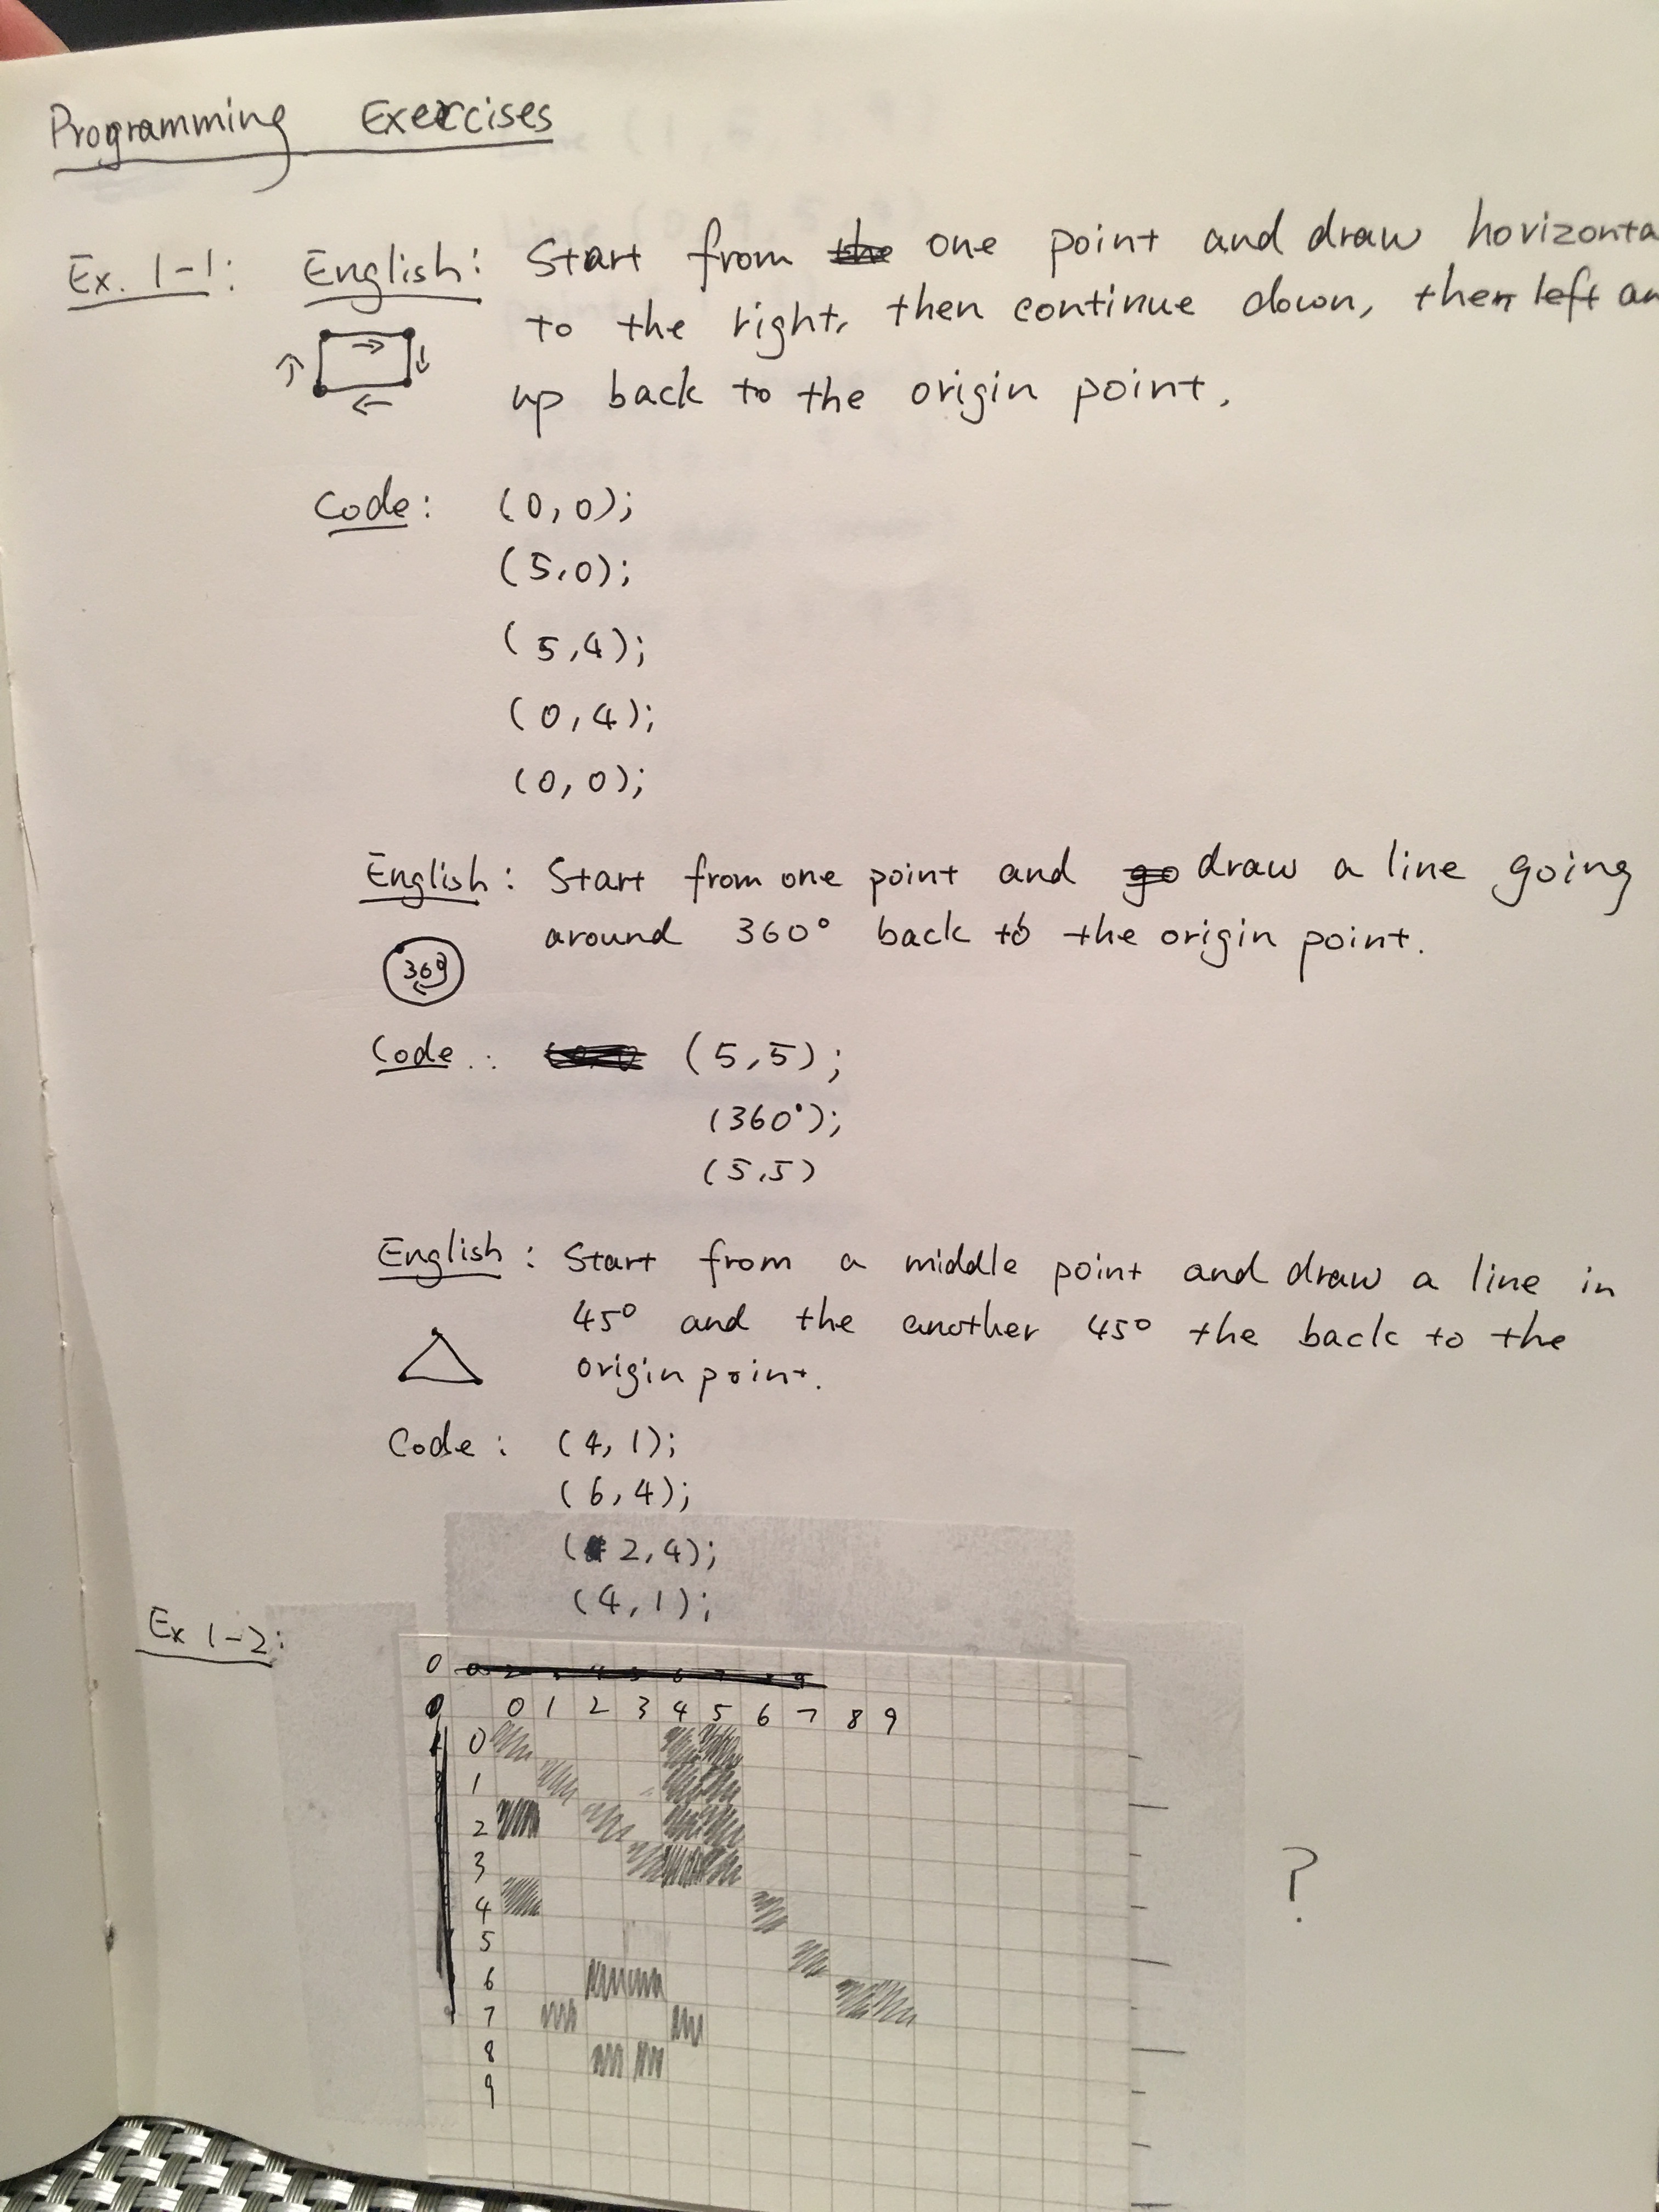 Programming Exercises
Ex. 1-1: English: Start from the one point and draw horizonta
to the right, then continue down, then left an
up back to the origin point.
Code: (0,0);
(5,0);
(5,4);
(0,4);
(0,0);
English: Start from one point and go draw a line going
around 360° back to the origin point.
360
Code: (5,5);
(360°);
(5,5)
English: Start from a middle point and draw a line in
45° and the another 45° the back to the
origin point.
Code: (4,1);
(6,4);
(2,4);
(4,1);
Ex 1-2:
0
0 1 2 3 4 5 6 7 8 9
0
1
2
3
4
5
6
7
8
9
?